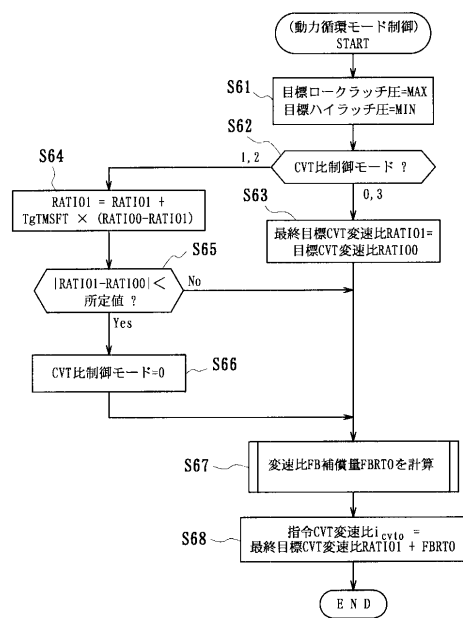 (動力循環モード制御)
START
S61
目標ロークラッチ圧=MAX
目標ハイラッチ圧=MIN
S62
CVT比制御モード ?
1,2
0,3
S64
RATIO1 = RATIO1 +
TgTMSFT × (RATIO0-RATIO1)
S63
最終目標CVT変速比RATIO1=
目標CVT変速比RATIO0
S65
|RATIO1-RATIO0|<
所定値 ?
No
Yes
S66
CVT比制御モード=0
S67
変速比FB補償量FBRTOを計算
S68
指令CVT変速比icvto =
最終目標CVT変速比RATIO1 + FBRTO
E N D